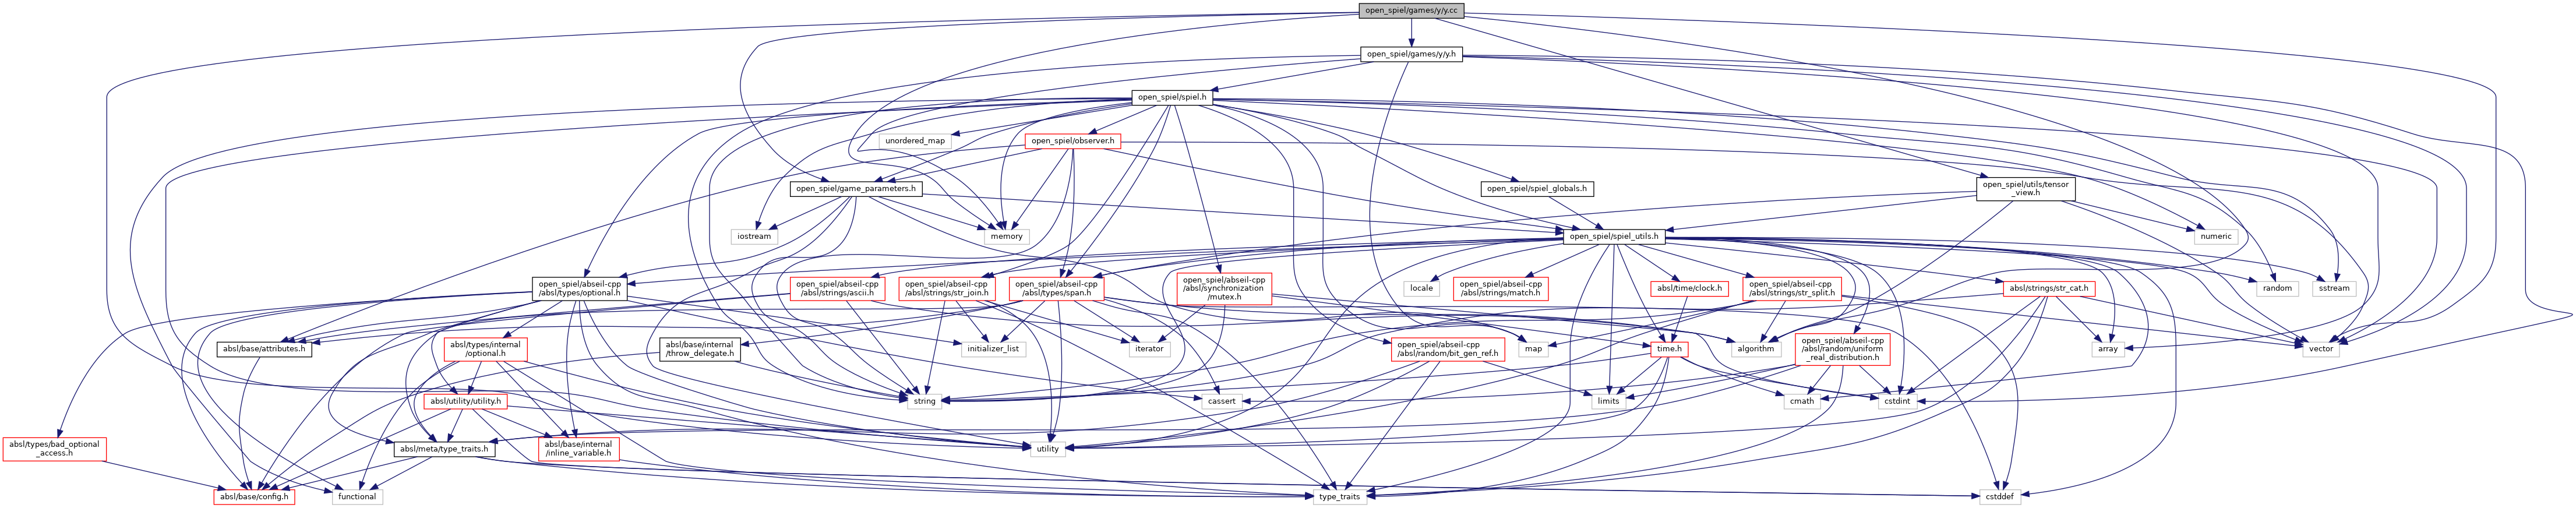 open_spiel/games/y/y.cc
open_spiel/games/y/y.h
open_spiel/spiel.h
unordered_map
open_spiel/observer.h
open_spiel/game_parameters.h
open_spiel/spiel_globals.h
open_spiel/utils/tensor
_view.h
iostream
memory
open_spiel/spiel_utils.h
numeric
open_spiel/abseil-cpp
/absl/types/optional.h
open_spiel/abseil-cpp
/absl/strings/ascii.h
open_spiel/abseil-cpp
/absl/strings/str_join.h
open_spiel/abseil-cpp
/absl/types/span.h
open_spiel/abseil-cpp
/absl/synchronization
/mutex.h
locale
open_spiel/abseil-cpp
/absl/strings/match.h
absl/time/clock.h
open_spiel/abseil-cpp
/absl/strings/str_split.h
absl/strings/str_cat.h
random
sstream
absl/base/attributes.h
absl/types/internal
/optional.h
absl/base/internal
/throw_delegate.h
initializer_list
iterator
open_spiel/abseil-cpp
/absl/random/bit_gen_ref.h
map
time.h
algorithm
open_spiel/abseil-cpp
/absl/random/uniform
_real_distribution.h
array
vector
absl/utility/utility.h
string
cassert
limits
cmath
cstdint
absl/types/bad_optional
_access.h
absl/meta/type_traits.h
absl/base/internal
/inline_variable.h
utility
absl/base/config.h
functional
type_traits
cstddef